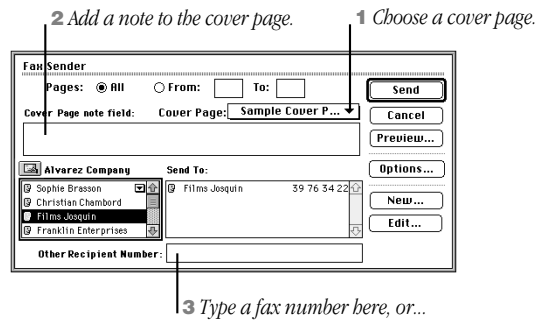 2 Add a note to the cover page.
1 Choose a cover page.
Fax Sender
Pages: All From: To:
Send
Cover Page note field: Cover Page: Sample Cover P...
Cancel
Preview...
Options...
Alvarez Company
Send To:
Sophie Brasson
Films Josquin 39 76 34 22
Christian Chambord
New...
Films Josquin
Franklin Enterprises
Edit...
Other Recipient Number:
3 Type a fax number here, or...